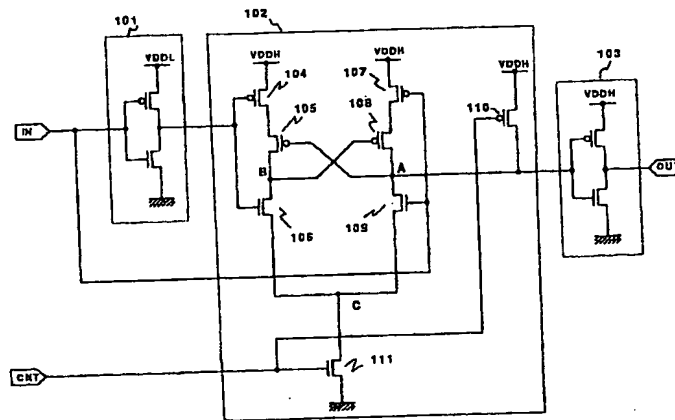 101
102
103
VDDL
VDDH
VDDH
VDDH
VDDH
104
107
110
105
108
IN
B
A
OUT
106
109
C
CNT
111